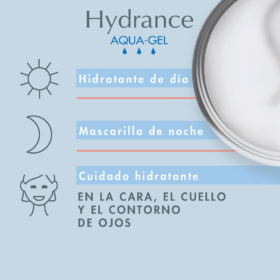 Hydrance
AQUA-GEL
Hidratante de día
Mascarilla de noche
Cuidado hidratante
EN LA CARA, EL CUELLO
Y EL CONTORNO
DE OJOS